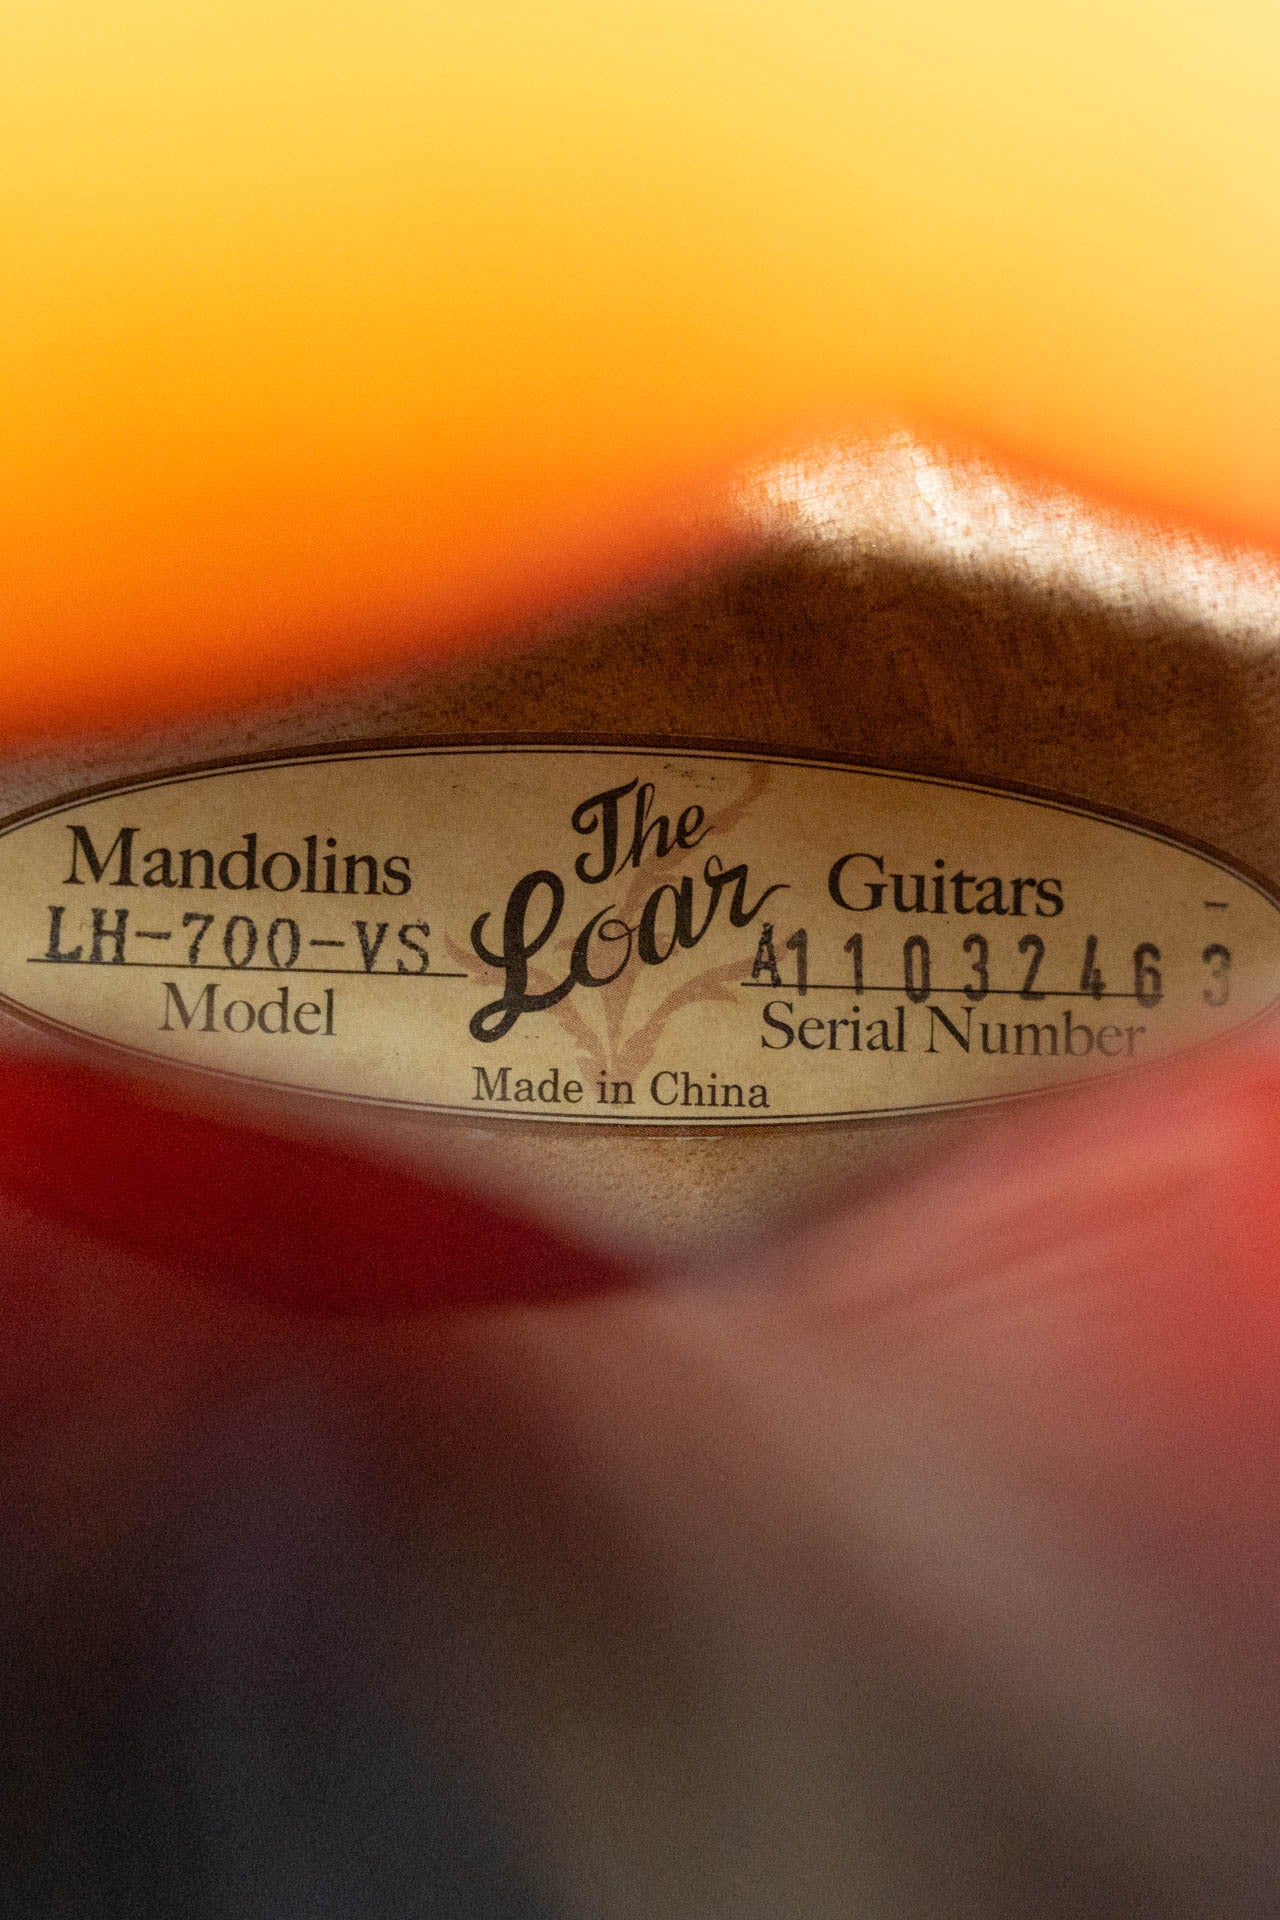 The
Loar
Mandolins
LH-700-VS
Model
Guitars
A11032463
Serial Number
Made in China